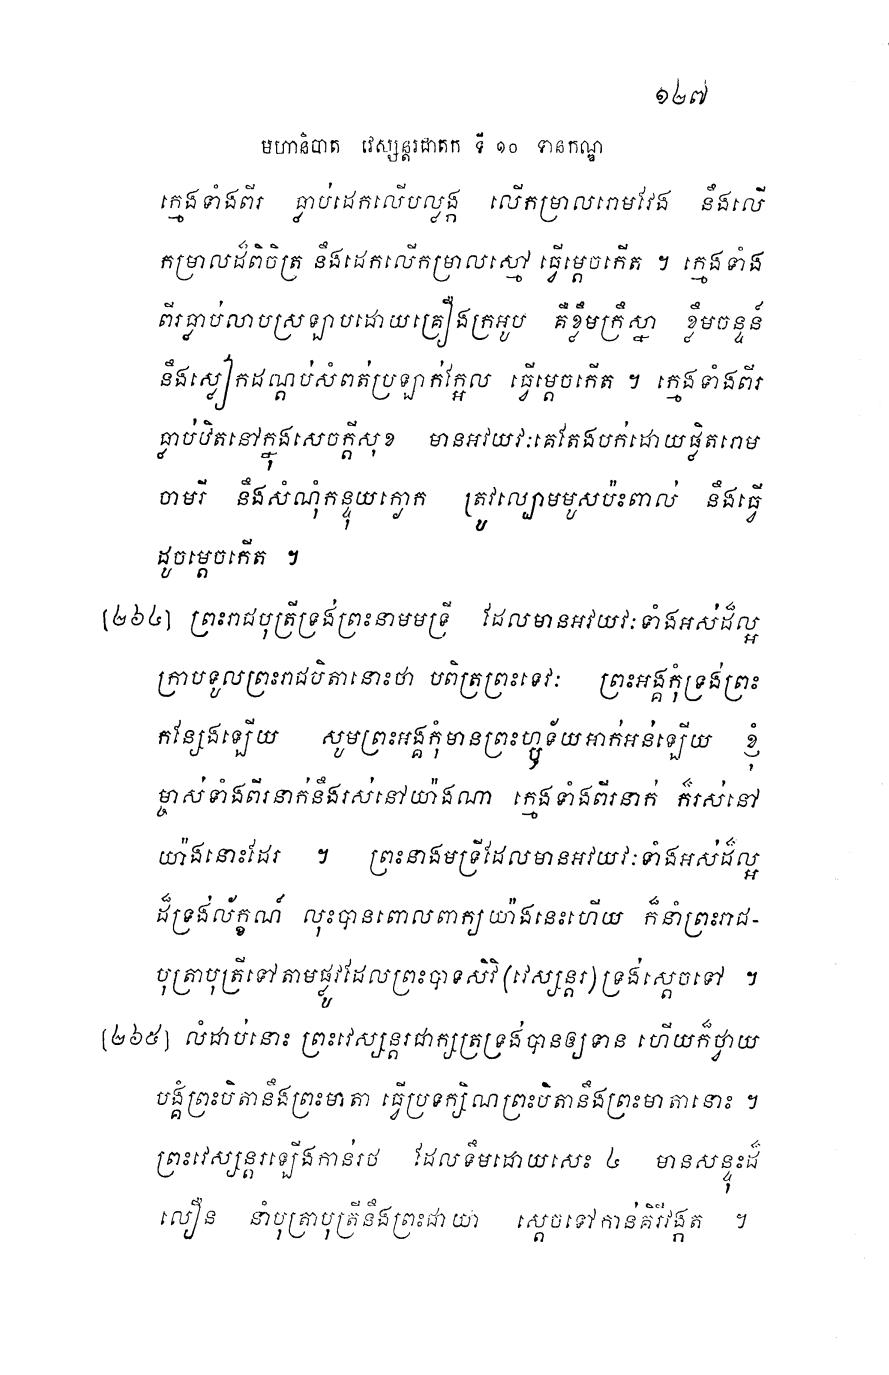 ១២៧
មហានិបាត វេស្សន្តរជាតក ទី ១០ ទានកណ្ឌ
ក្មេងទាំងពីរ ធ្លាប់ដេកលើបល្ល័ង្ក លើកម្រាលរោមវែង នឹងលើ
កម្រាលដ៏ពិចិត្រ នឹងដេកលើកម្រាលស្មៅ ធ្វើម្តេចកើត ។ ក្មេងទាំង
ពីរធ្លាប់លាបស្រឡាបដោយគ្រឿងក្រអូប គឺខ្លឹមក្រឹស្នា ខ្លឹមចន្ទន៍
នឹងស្លៀកដណ្តប់សំពត់ប្រឡាក់ក្អែល ធ្វើម្តេចកើត ។ ក្មេងទាំងពីរ
ធ្លាប់ឋិតនៅក្នុងសេចក្តីសុខ មានអវយវៈគេតែងបក់ដោយផ្លិតរោម
ចាមរី នឹងសំណុំកន្ទុយក្ងោក ត្រូវល្បោមមូសប៉ះពាល់ នឹងធ្វើ
ដូចម្តេចកើត ។
[២៦៤] ព្រះរាជបុត្រីទ្រង់ព្រះនាមមទ្រី ដែលមានអវយវៈទាំងអស់ដ៏ល្អ
ក្រាបទូលព្រះរាជបិតានោះថា បពិត្រព្រះទេវៈ ព្រះអង្គកុំទ្រង់ព្រះ
កន្សែងឡើយ សូមព្រះអង្គកុំមានព្រះហ្ឫទ័យអាក់អន់ឡើយ ខ្ញុំ
ម្ចាស់ទាំងពីរនាក់នឹងរស់នៅយ៉ាងណា ក្មេងទាំងពីរនាក់ ក៏រស់នៅ
យ៉ាងនោះដែរ ។ ព្រះនាងមទ្រីដែលមានអវយវៈទាំងអស់ដ៏ល្អ
ដ៏ទ្រង់ល័ក្ខណ៍ លុះបានពោលពាក្យយ៉ាងនេះហើយ ក៏នាំព្រះរាជ-
បុត្រាបុត្រីទៅតាមផ្លូវដែលព្រះបាទសិវិ (វេស្សន្តរ) ទ្រង់ស្តេចទៅ ។
[២៦៥] លំដាប់នោះ ព្រះវេស្សន្តរជាក្សត្រទ្រង់បានឲ្យទាន ហើយក៏ថ្វាយ
បង្គំព្រះបិតានឹងព្រះមាតា ធ្វើប្រទក្សិណព្រះបិតានឹងព្រះមាតានោះ ។
ព្រះវេស្សន្តរឡើងកាន់រថ ដែលទឹមដោយសេះ ៤ មានសន្ទុះដ៏
លឿន នាំបុត្រាបុត្រីនឹងព្រះជាយា ស្តេចទៅកាន់គិរីវង្កត ។